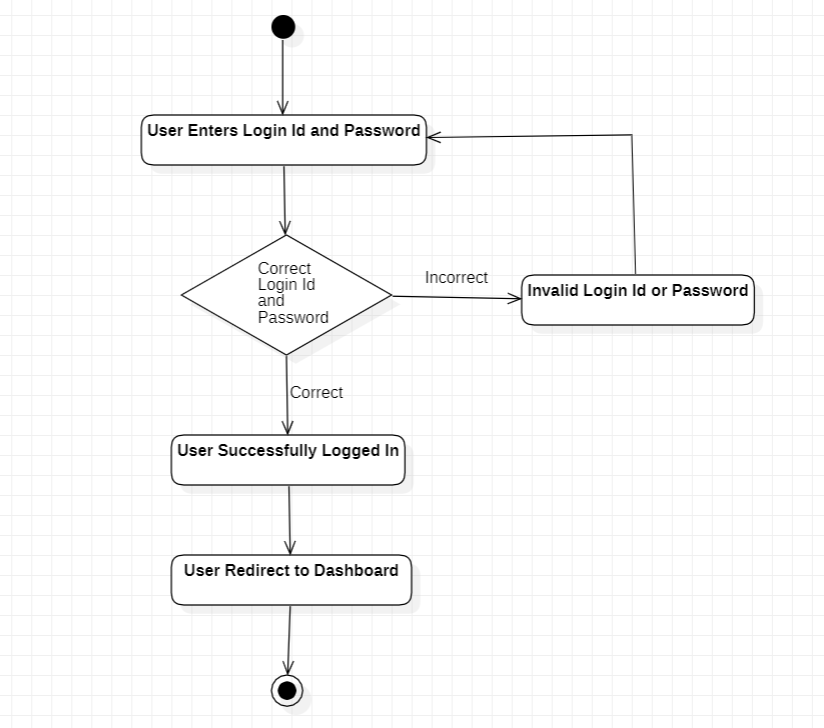 User Enters Login Id and Password
Correct
Login Id
and
Password
Incorrect
Invalid Login Id or Password
Correct
User Successfully Logged In
User Redirect to Dashboard